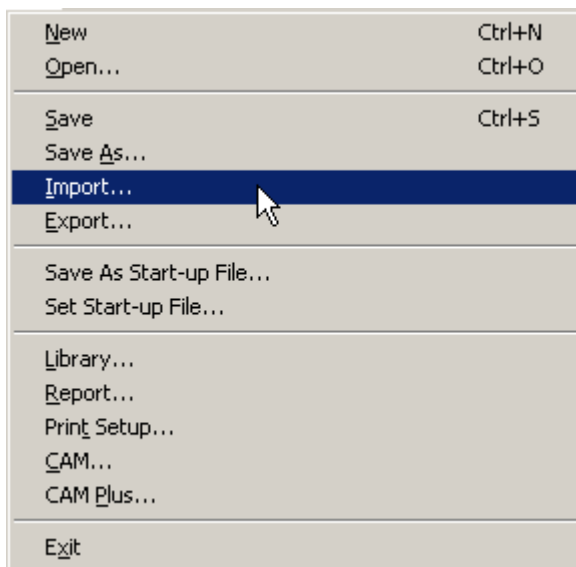 New Ctrl+N
Open... Ctrl+O
Save Ctrl+S
Save As...
Import...
Export...
Save As Start-up File...
Set Start-up File...
Library...
Report...
Print Setup...
CAM...
CAM Plus...
Exit